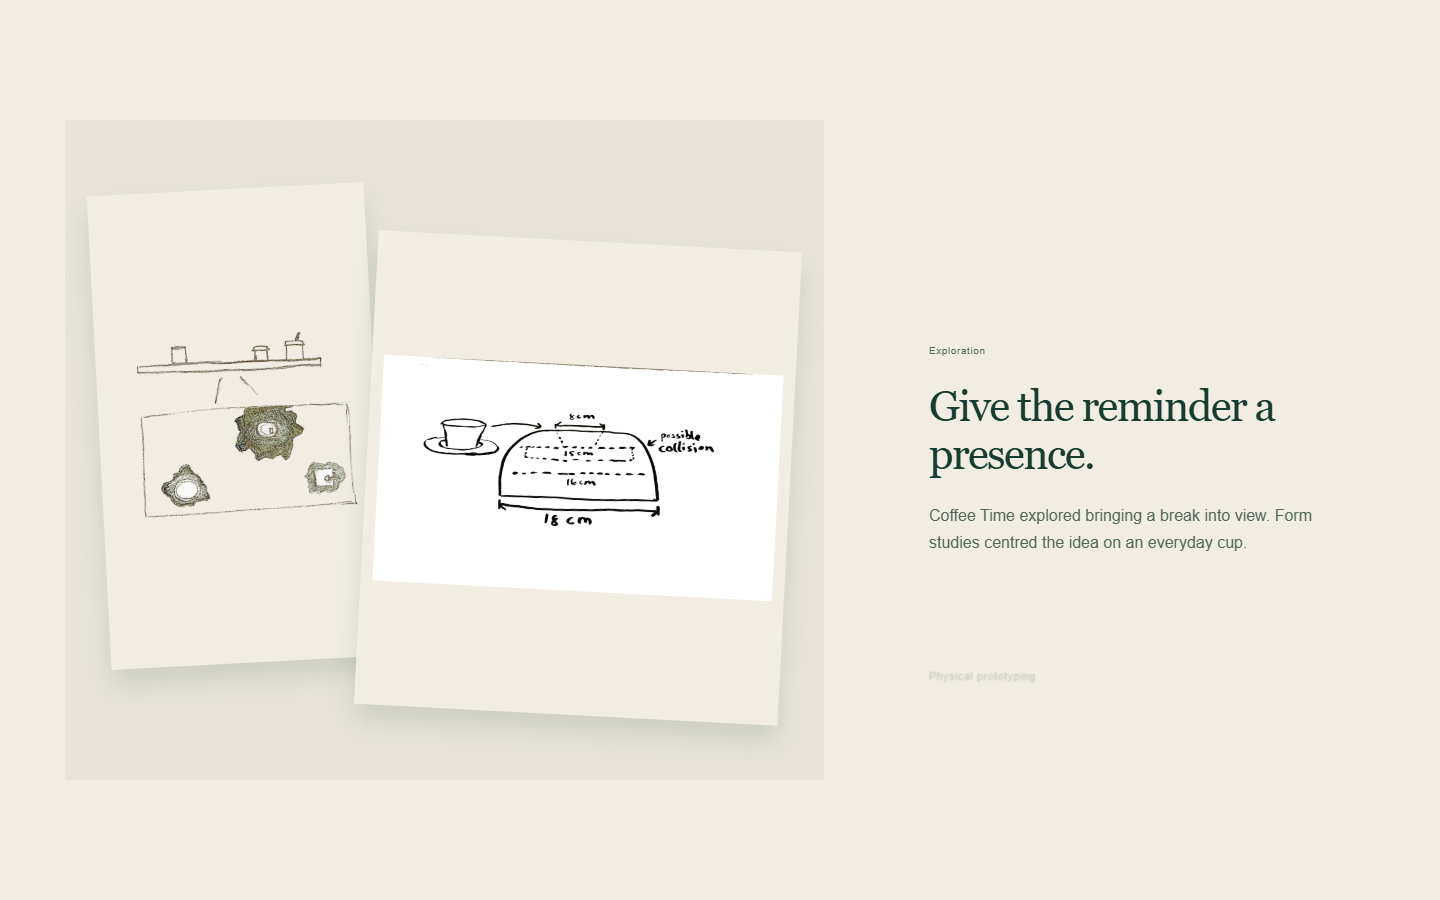 8cm
possible
collision
15cm
16cm
18 cm
Exploration
Give the reminder a
presence.
Coffee Time explored bringing a break into view. Form
studies centred the idea on an everyday cup.
Physical prototyping